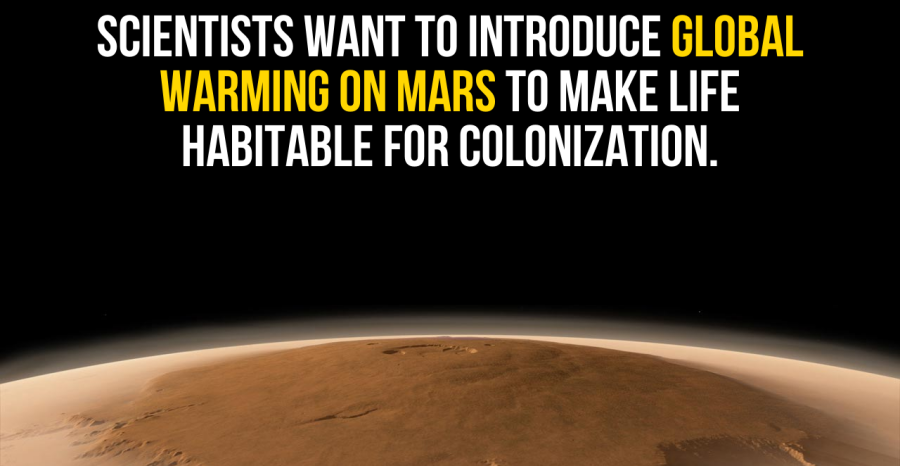 SCIENTISTS WANT TO INTRODUCE GLOBAL
WARMING ON MARS TO MAKE LIFE
HABITABLE FOR COLONIZATION.